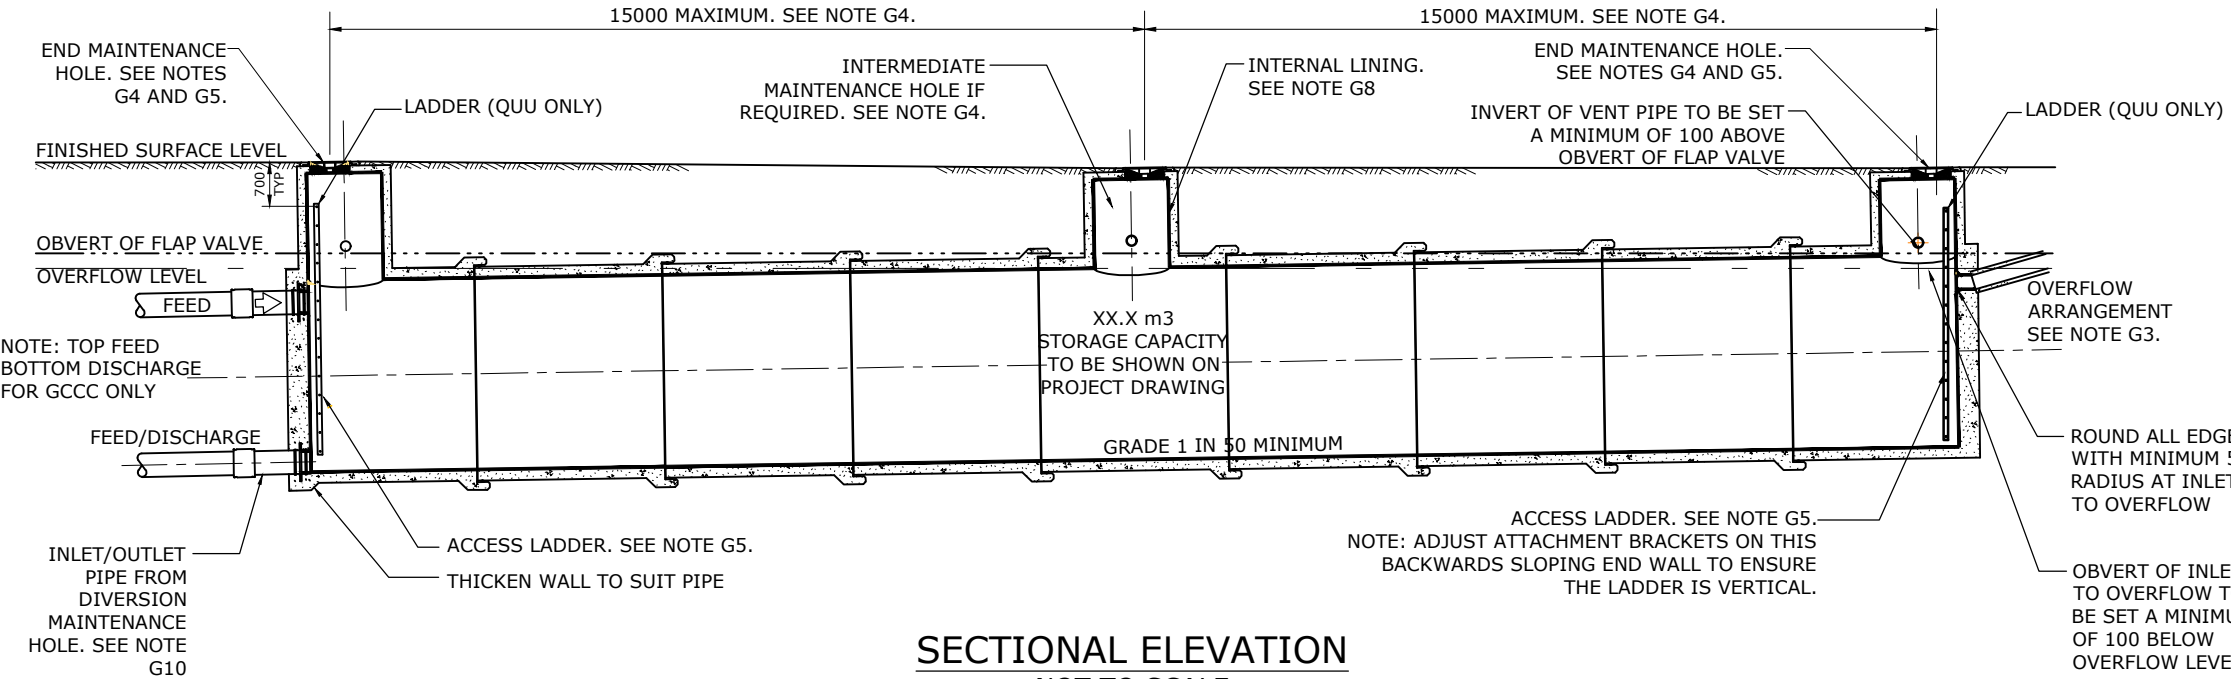 15000 MAXIMUM. SEE NOTE G4.
15000 MAXIMUM. SEE NOTE G4.
END MAINTENANCE
HOLE. SEE NOTES
G4 AND G5.
LADDER (QUU ONLY)
INTERMEDIATE
MAINTENANCE HOLE IF
REQUIRED. SEE NOTE G4.
INTERNAL LINING.
SEE NOTE G8
END MAINTENANCE HOLE.
SEE NOTES G4 AND G5.
INVERT OF VENT PIPE TO BE SET
A MINIMUM OF 100 ABOVE
OBVERT OF FLAP VALVE
LADDER (QUU ONLY)
FINISHED SURFACE LEVEL
700
TYP
OBVERT OF FLAP VALVE
OVERFLOW LEVEL
FEED
NOTE: TOP FEED
BOTTOM DISCHARGE
FOR GCCC ONLY
XX.X m3
STORAGE CAPACITY
TO BE SHOWN ON
PROJECT DRAWING
OVERFLOW
ARRANGEMENT
SEE NOTE G3.
FEED/DISCHARGE
GRADE 1 IN 50 MINIMUM
ROUND ALL EDGE
WITH MINIMUM 5
RADIUS AT INLET
TO OVERFLOW
INLET/OUTLET
PIPE FROM
DIVERSION
MAINTENANCE
HOLE. SEE NOTE
G10
ACCESS LADDER. SEE NOTE G5.
THICKEN WALL TO SUIT PIPE
ACCESS LADDER. SEE NOTE G5.
NOTE: ADJUST ATTACHMENT BRACKETS ON THIS
BACKWARDS SLOPING END WALL TO ENSURE
THE LADDER IS VERTICAL.
OBVERT OF INLE
TO OVERFLOW T
BE SET A MINIMU
OF 100 BELOW
OVERFLOW LEVE
SECTIONAL ELEVATION
NOT TO SCALE